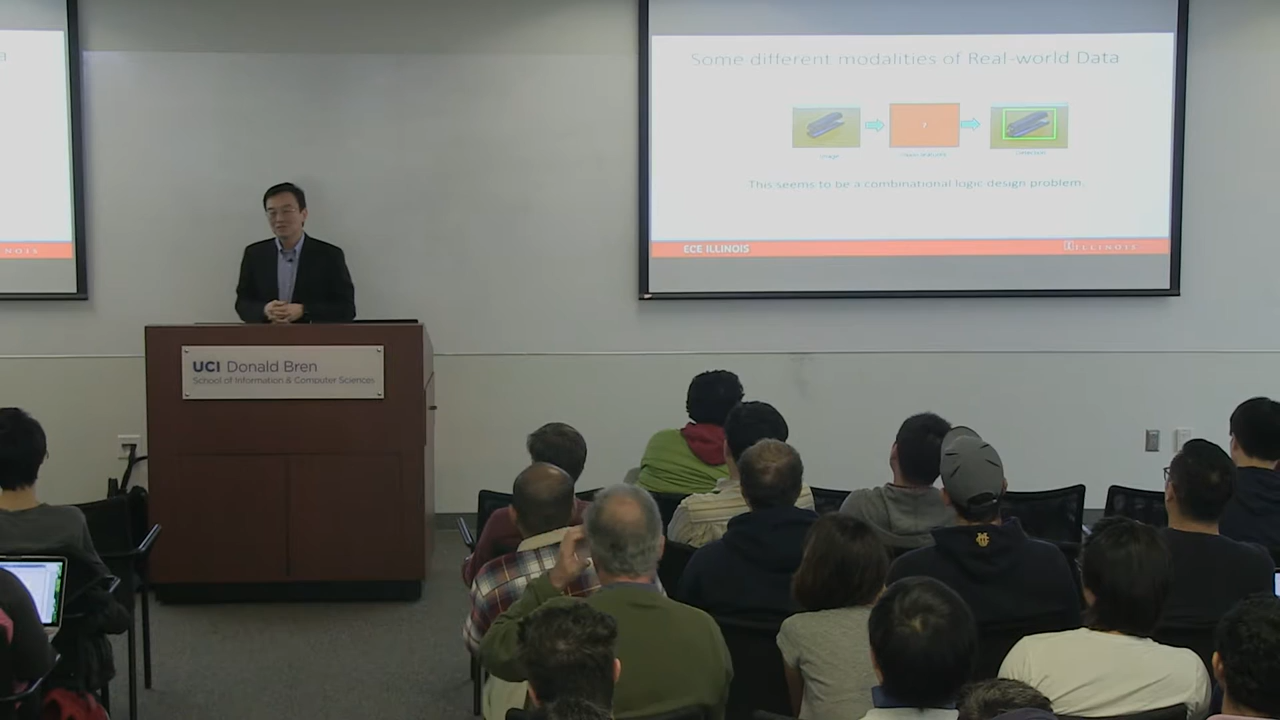 a
Some different modalities of Real-world Data
?
This seems to be a combinational logic design problem.
NOIS
ECE ILLINOIS
ILLINOIS
UCI Donald Bren
School of Information & Computer Sciences